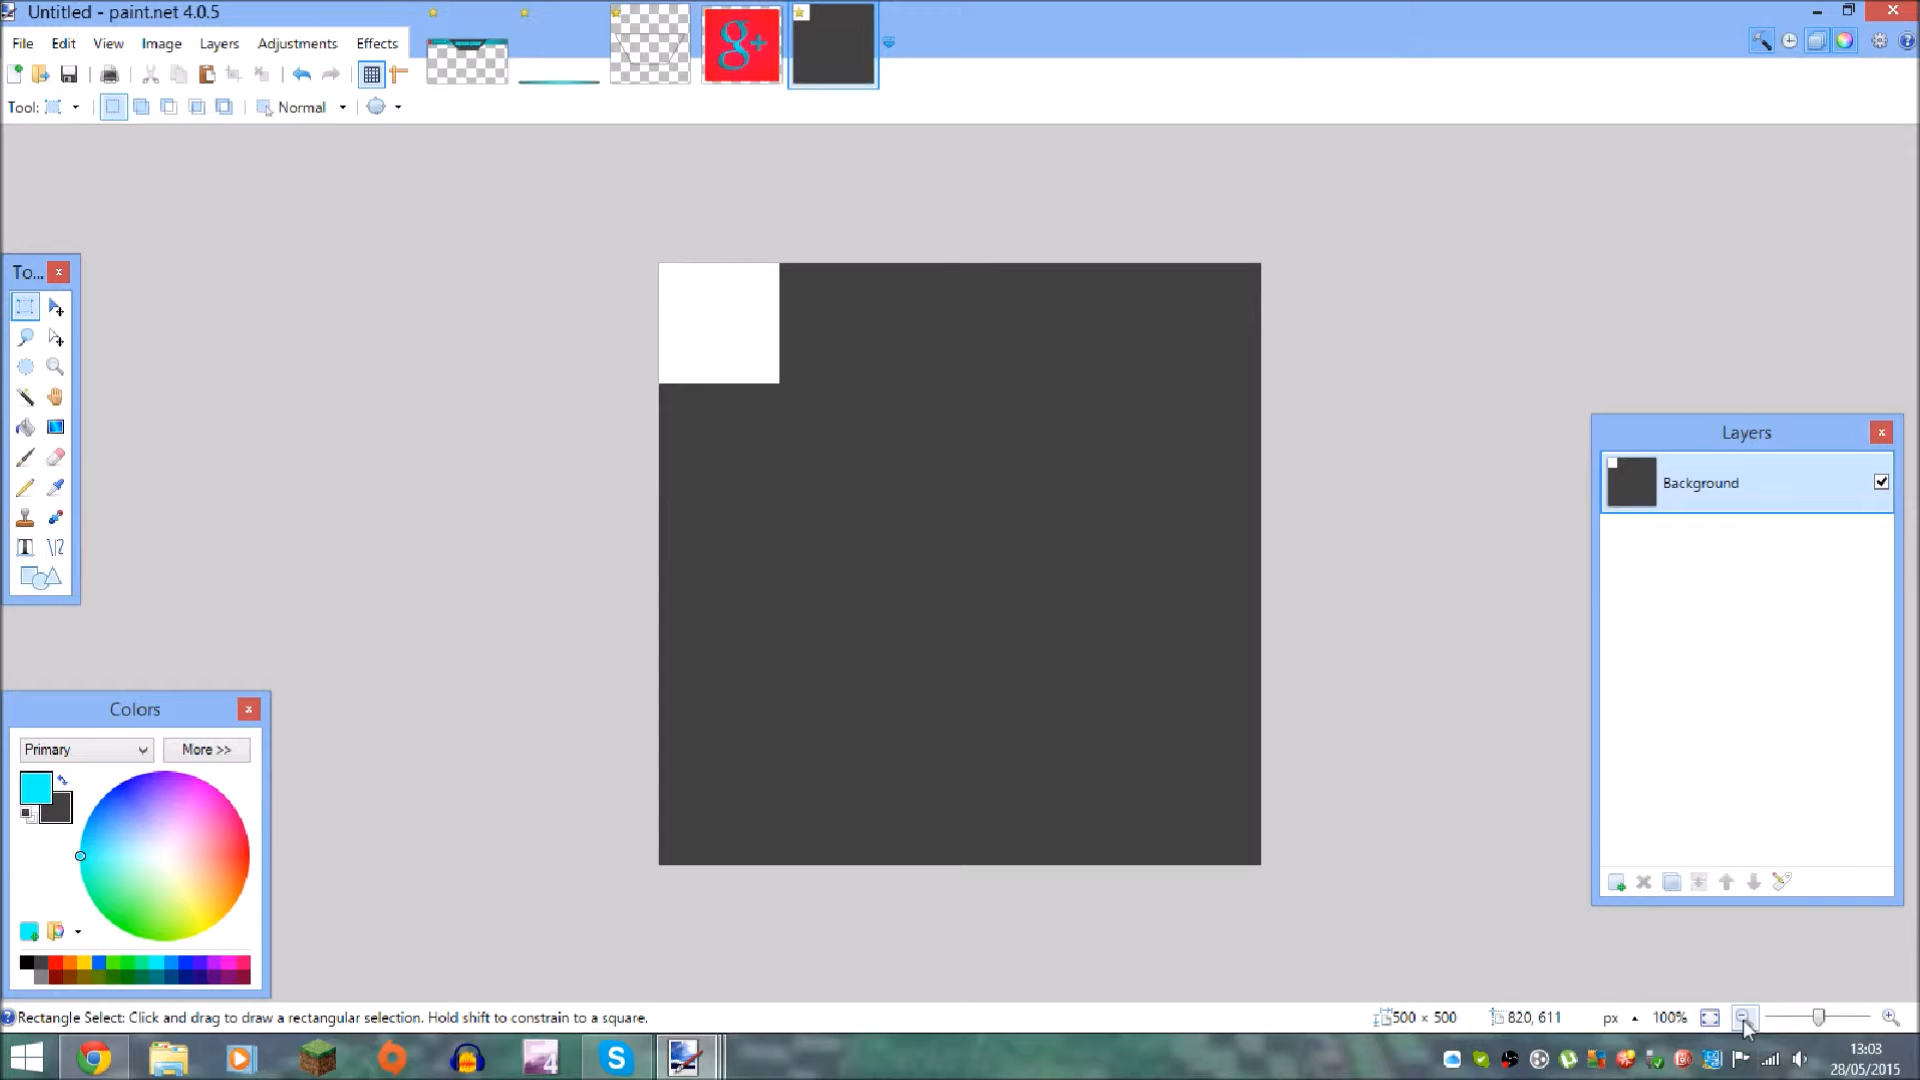 Untitled - paint.net 4.0.5
File Edit View Image Layers Adjustments Effects
g+
Tool: Normal
To...
Layers
Background
Colors
Primary More >>
Rectangle Select: Click and drag to draw a rectangular selection. Hold shift to constrain to a square.
500 × 500 820, 611 px 100%
4
13:03
28/05/2015